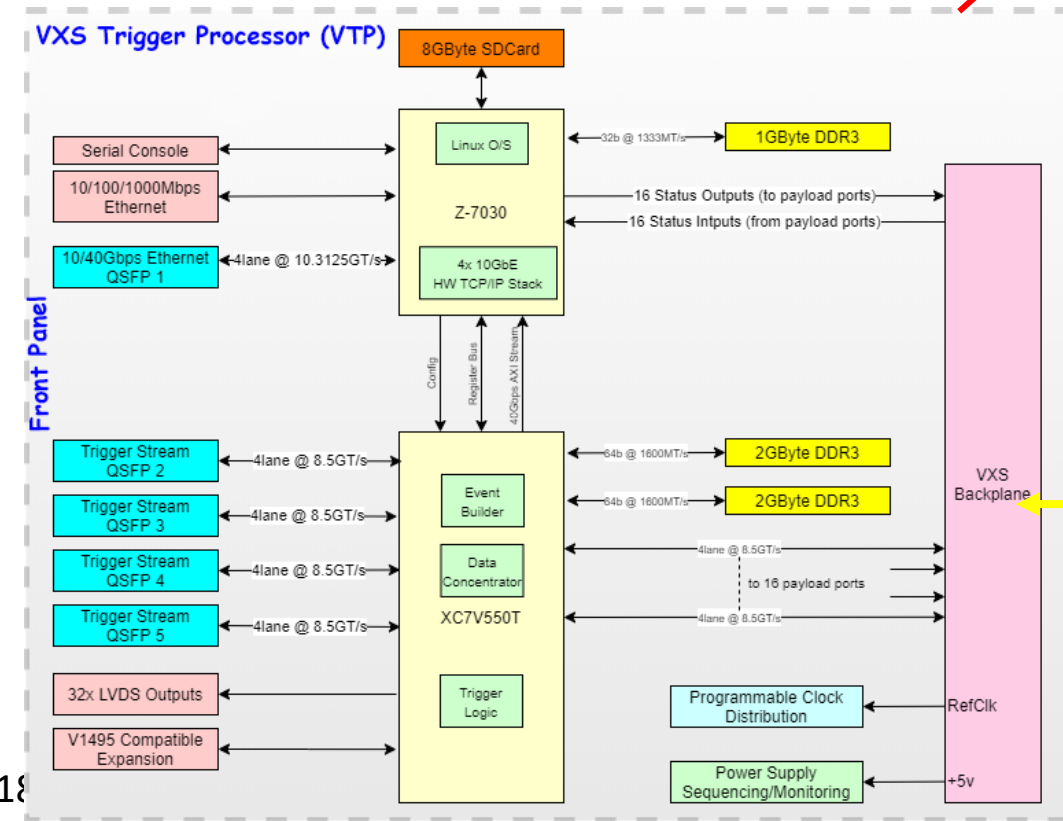 VXS Trigger Processor (VTP)
8GByte SDCard
Linux O/S
Z-7030
4x 10GbE
HW TCP/IP Stack
Serial Console
10/100/1000Mbps
Ethernet
10/40Gbps Ethernet
QSFP 1
4lane @ 10.3125GT/s
32b @ 1333MT/s
1GByte DDR3
16 Status Outputs (to payload ports)
16 Status Intputs (from payload ports)
Front Panel
Config
Register Bus
40Gbps AXI Stream
Trigger Stream
QSFP 2
4lane @ 8.5GT/s
Trigger Stream
QSFP 3
4lane @ 8.5GT/s
Trigger Stream
QSFP 4
4lane @ 8.5GT/s
Trigger Stream
QSFP 5
4lane @ 8.5GT/s
32x LVDS Outputs
V1495 Compatible
Expansion
Event
Builder
Data
Concentrator
XC7V550T
Trigger
Logic
64b @ 1600MT/s
2GByte DDR3
64b @ 1600MT/s
2GByte DDR3
4lane @ 8.5GT/s
to 16 payload ports
4lane @ 8.5GT/s
VXS
Backplane
Programmable Clock
Distribution
RefClk
Power Supply
Sequencing/Monitoring
+5v